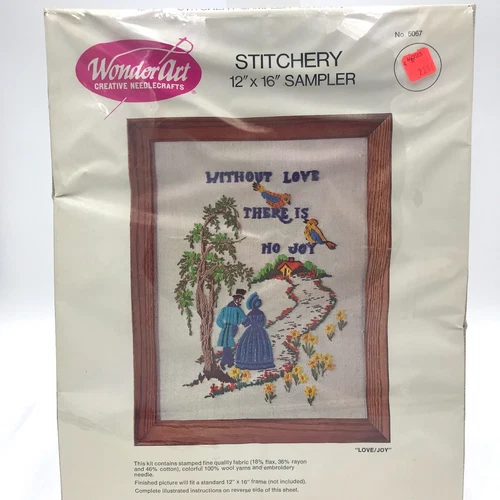 No. 5067
WonderArt
CREATIVE NEEDLECRAFTS
STITCHERY
12" x 16" SAMPLER
WITHOUT LOVE
THERE IS
NO JOY
"LOVE/JOY"
This kit contains stamped fine quality fabric (18% flax, 36% rayon
and 46% cotton), colorful 100% wool yarns and embroidery
needle.
Finished picture will fit a standard 12" x 16" frame (not included).
Complete illustrated instructions on reverse side of this sheet.